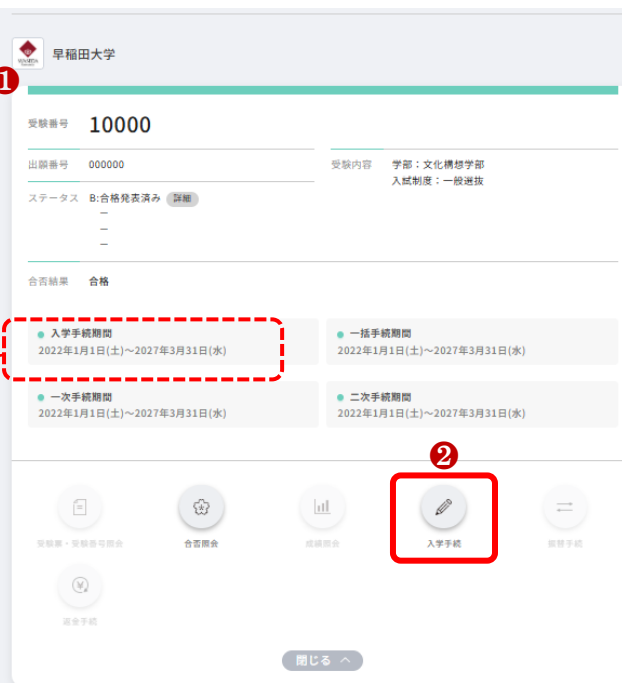 WASEDA
早稲田大学
1
受験番号 10000
出願番号 000000
受験内容 学部：文化構想学部
入試制度：一般選抜
ステータス B:合格発表済み 詳細
ー
ー
ー
合否結果 合格
入学手続期間
2022年1月1日(土)～2027年3月31日(水)
一括手続期間
2022年1月1日(土)～2027年3月31日(水)
一次手続期間
2022年1月1日(土)～2027年3月31日(水)
二次手続期間
2022年1月1日(土)～2027年3月31日(水)
2
受験票・受験番号照会
合否照会
成績照会
入学手続
振替手続
返金手続
閉じる